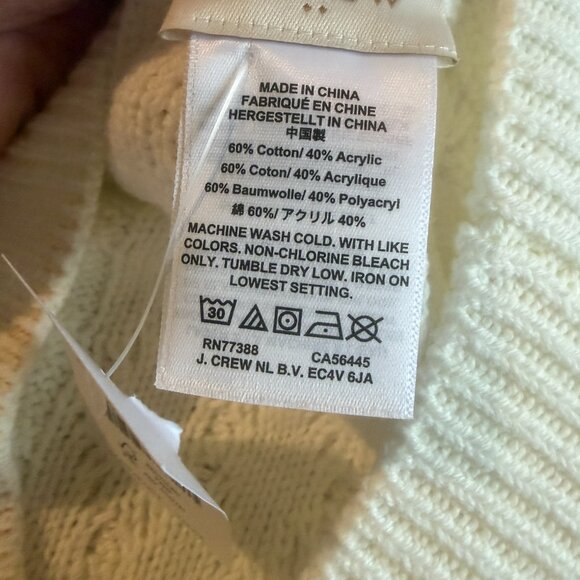 MADE IN CHINA
FABRIQUÉ EN CHINE
HERGESTELLT IN CHINA
中国製
60% Cotton/ 40% Acrylic
60% Coton/ 40% Acrylique
60% Baumwolle/ 40% Polyacryl
綿 60%/ アクリル 40%
MACHINE WASH COLD. WITH LIKE
COLORS. NON-CHLORINE BLEACH
ONLY. TUMBLE DRY LOW. IRON ON
LOWEST SETTING.
30
RN77388 CA56445
J. CREW NL B.V. EC4V 6JA